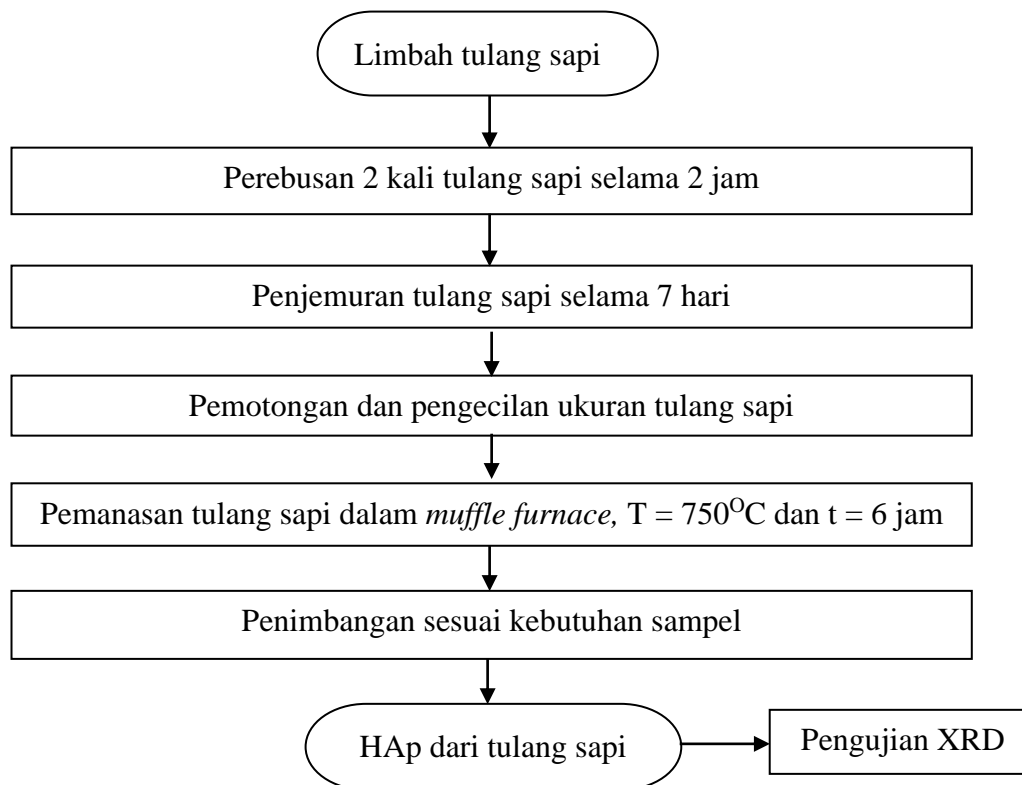 Limbah tulang sapi
Perebusan 2 kali tulang sapi selama 2 jam
Penjemuran tulang sapi selama 7 hari
Pemotongan dan pengecilan ukuran tulang sapi
Pemanasan tulang sapi dalam muffle furnace, T = 750ᴼC dan t = 6 jam
Penimbangan sesuai kebutuhan sampel
HAp dari tulang sapi
Pengujian XRD